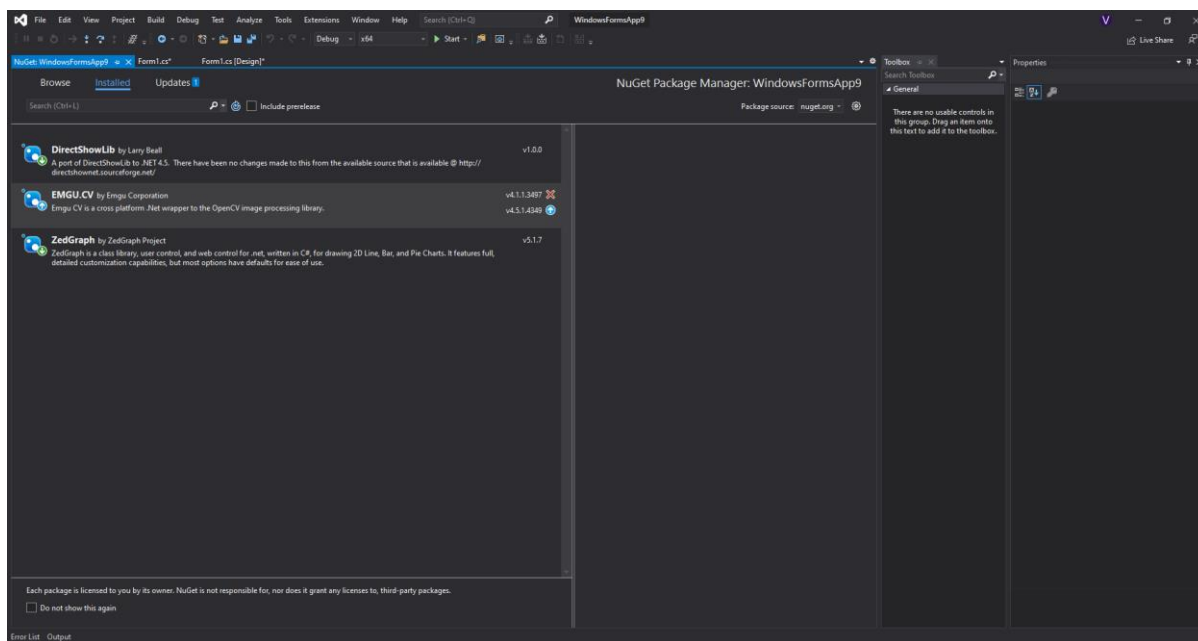 File Edit View Project Build Debug Test Analyze Tools Extensions Window Help Search (Ctrl+Q) WindowsFormsApp9 V
Debug x64 Start Live Share
NuGet: WindowsFormsApp9 Form1.cs* Form1.cs [Design]* Toolbox Properties
Browse Installed Updates 1 NuGet Package Manager: WindowsFormsApp9 Search Toolbox
General
Search (Ctrl+L) Include prerelease Package source: nuget.org
There are no usable controls in
this group. Drag an item onto
this text to add it to the toolbox.
DirectShowLib by Larry Beall v1.0.0
A port of DirectShowLib to .NET 4.5. There have been no changes made to this from the available source that is available @ http://
directshownet.sourceforge.net/
EMGU.CV by Emgu Corporation v4.1.1.3497
Emgu CV is a cross platform .Net wrapper to the OpenCV image processing library. v4.5.1.4349
ZedGraph by ZedGraph Project v5.1.7
ZedGraph is a class library, user control, and web control for .net, written in C#, for drawing 2D Line, Bar, and Pie Charts. It features full,
detailed customization capabilities, but most options have defaults for ease of use.
Each package is licensed to you by its owner. NuGet is not responsible for, nor does it grant any licenses to, third-party packages.
Do not show this again
Error List Output